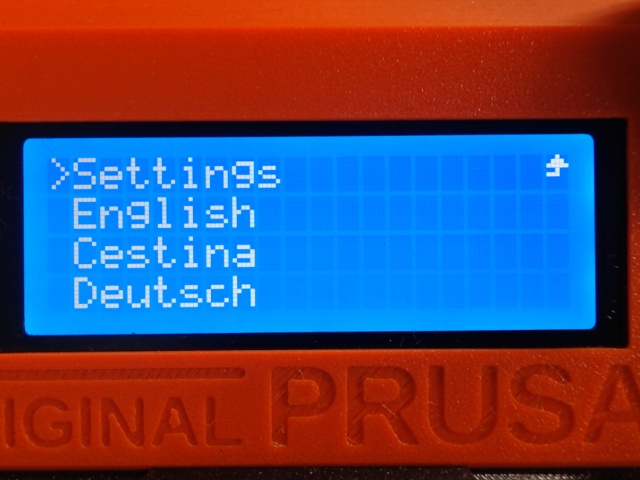 >Settings
English
Cestina
Deutsch
ORIGINAL PRUSA